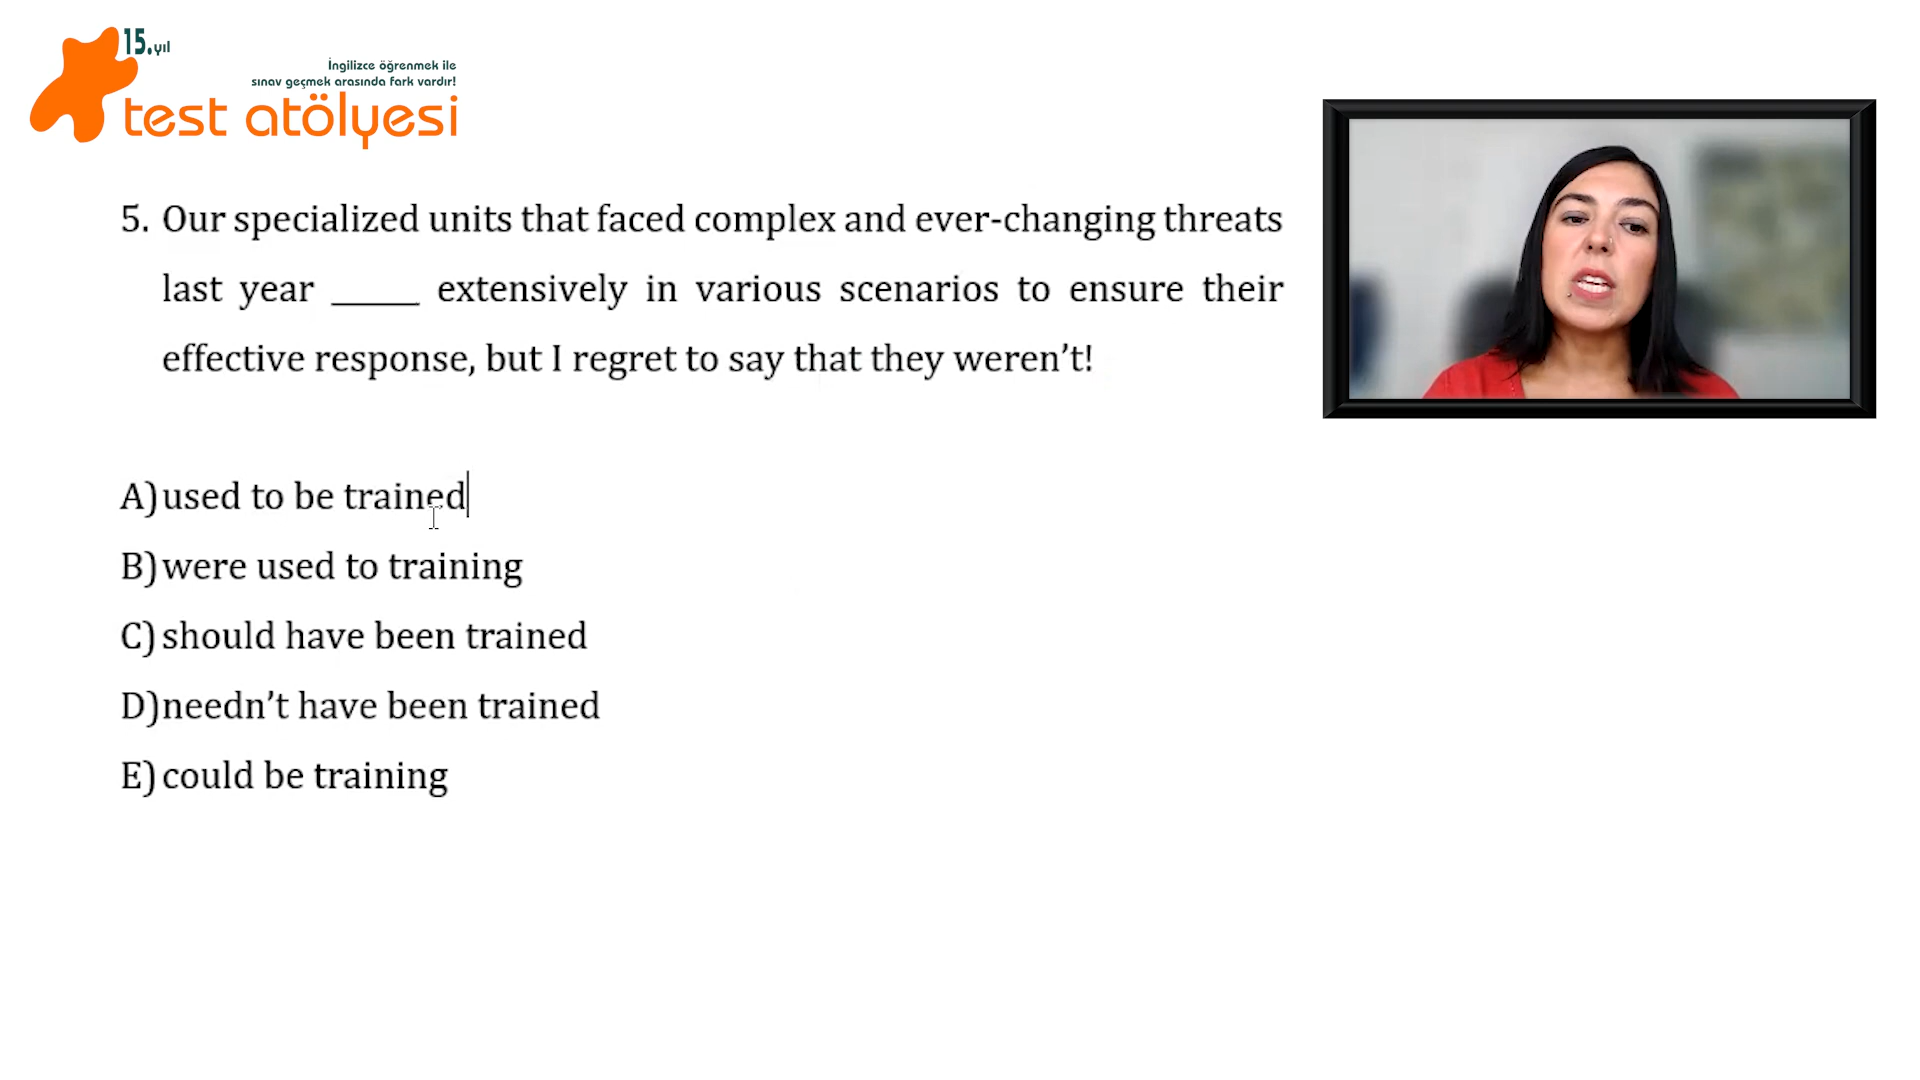 15.yıl
İngilizce öğrenmek ile
sınav geçmek arasında fark vardır!
test atölyesi
5. Our specialized units that faced complex and ever-changing threats
last year _____ extensively in various scenarios to ensure their
effective response, but I regret to say that they weren't!
A) used to be trained
B) were used to training
C) should have been trained
D) needn't have been trained
E) could be training